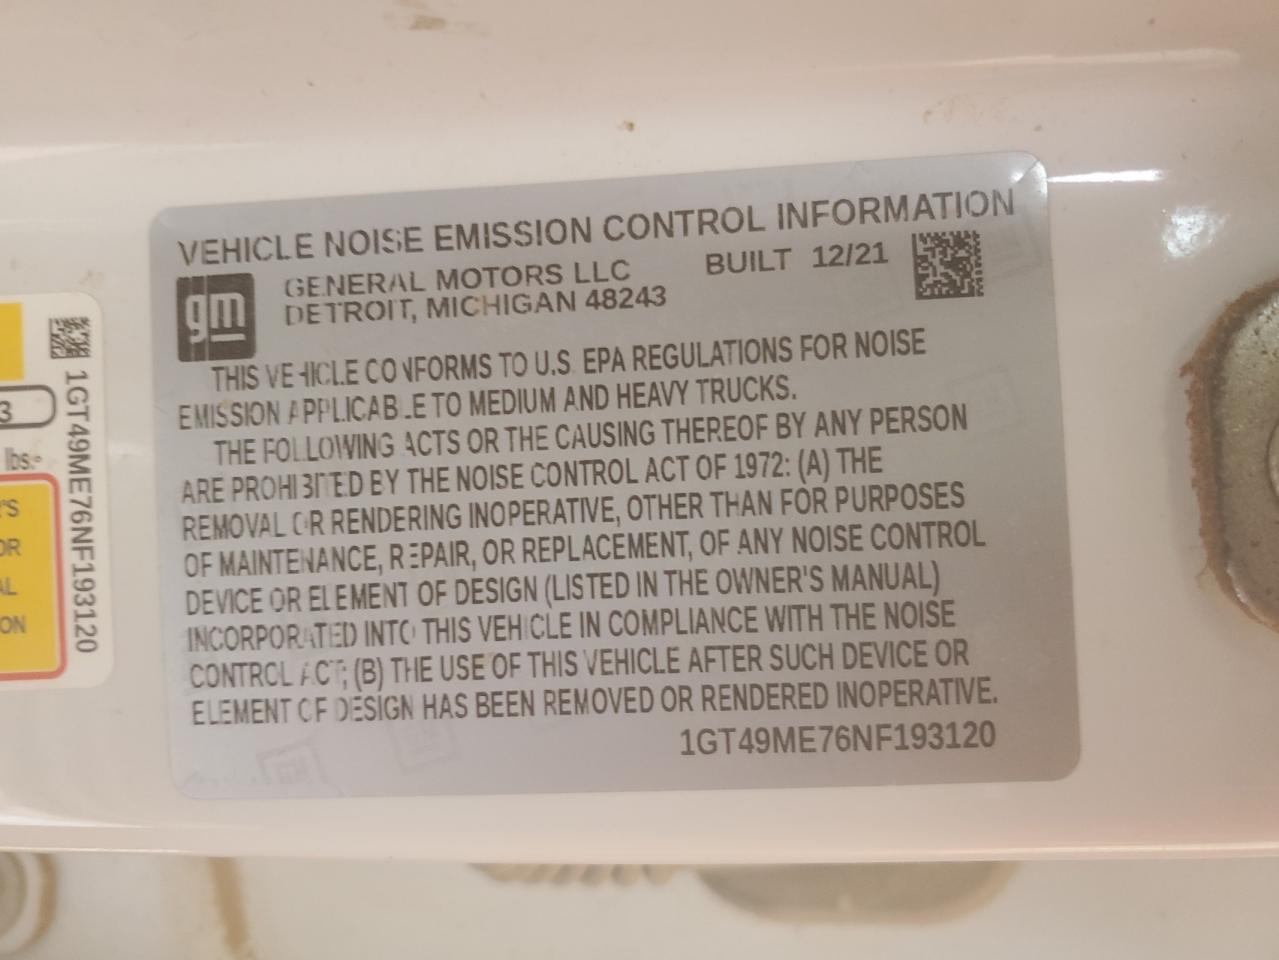 VEHICLE NOISE EMISSION CONTROL INFORMATION
gm
GENERAL MOTORS LLC
DETROIT, MICHIGAN 48243
BUILT 12/21
THIS VEHICLE CONFORMS TO U.S. EPA REGULATIONS FOR NOISE
EMISSION APPLICABLE TO MEDIUM AND HEAVY TRUCKS.
THE FOLLOWING ACTS OR THE CAUSING THEREOF BY ANY PERSON
ARE PROHIBITED BY THE NOISE CONTROL ACT OF 1972: (A) THE
REMOVAL OR RENDERING INOPERATIVE, OTHER THAN FOR PURPOSES
OF MAINTENANCE, REPAIR, OR REPLACEMENT, OF ANY NOISE CONTROL
DEVICE OR ELEMENT OF DESIGN (LISTED IN THE OWNER'S MANUAL)
INCORPORATED INTO THIS VEHICLE IN COMPLIANCE WITH THE NOISE
CONTROL ACT; (B) THE USE OF THIS VEHICLE AFTER SUCH DEVICE OR
ELEMENT OF DESIGN HAS BEEN REMOVED OR RENDERED INOPERATIVE.
1GT49ME76NF193120
3
lbs.
'S
OR
AL
ON
1GT49ME76NF193120